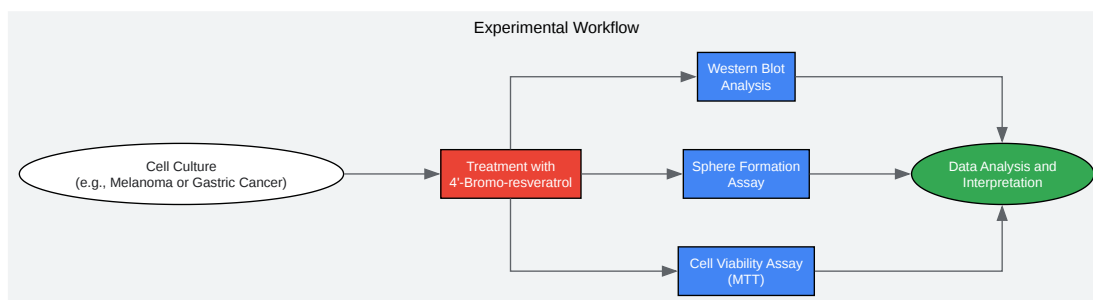 Experimental Workflow
Western Blot
Analysis
Cell Culture
(e.g., Melanoma or Gastric Cancer)
Treatment with
4'-Bromo-resveratrol
Sphere Formation
Assay
Data Analysis and
Interpretation
Cell Viability Assay
(MTT)